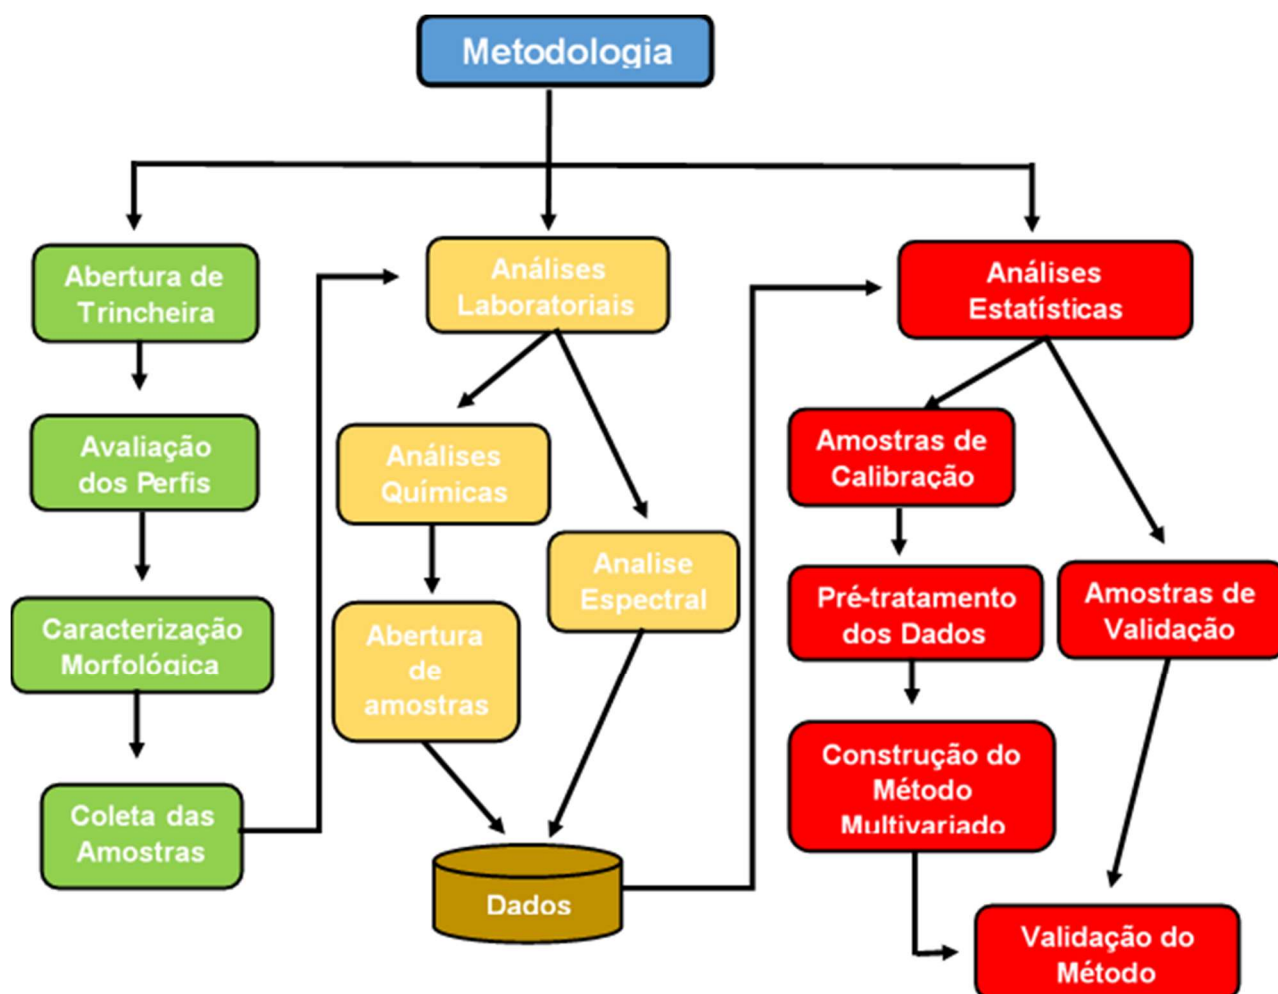 Metodologia
Abertura de
Trincheira
Avaliação
dos Perfis
Caracterização
Morfológica
Coleta das
Amostras
Análises
Laboratoriais
Análises
Químicas
Abertura
de
amostras
Analise
Espectral
Dados
Análises
Estatísticas
Amostras de
Calibração
Pré-tratamento
dos Dados
Construção do
Método
Multivariado
Amostras de
Validação
Validação do
Método